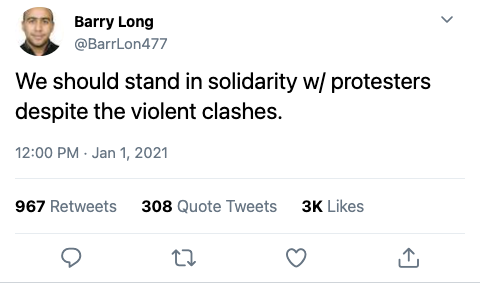 Barry Long
@BarrLon477
We should stand in solidarity w/ protesters
despite the violent clashes.
12:00 PM · Jan 1, 2021
967 Retweets 308 Quote Tweets 3K Likes